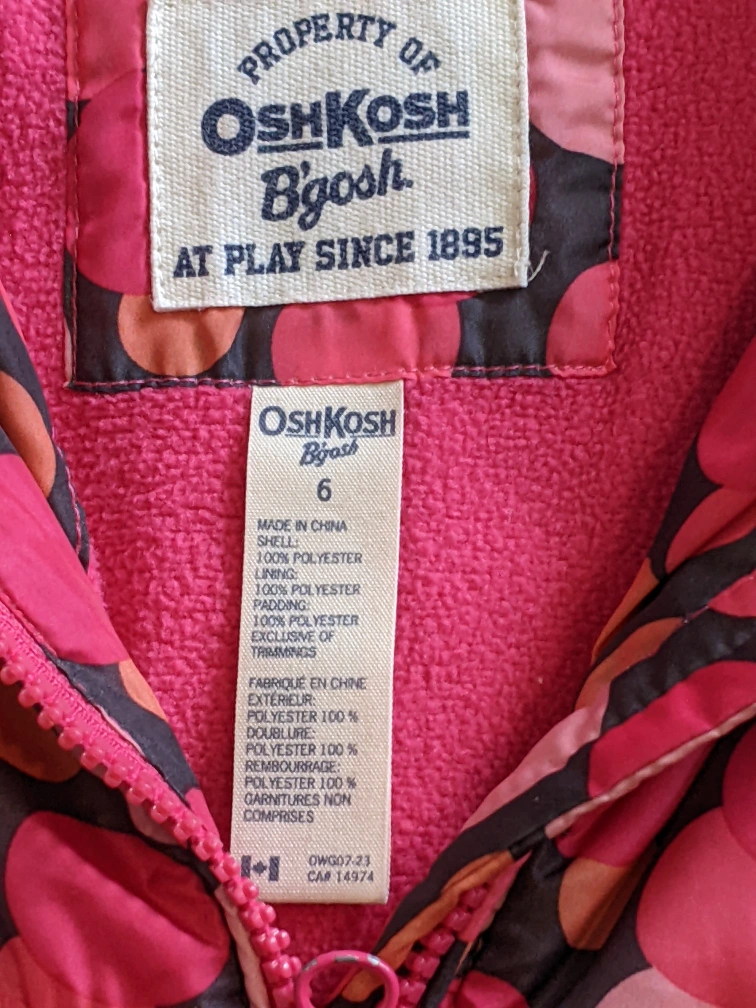 PROPERTY OF
OSHKOSH
B'gosh.
AT PLAY SINCE 1895
OSHKOSH
B'gosh
6
MADE IN CHINA
SHELL:
100% POLYESTER
LINING:
100% POLYESTER
PADDING:
100% POLYESTER
EXCLUSIVE OF
TRIMMINGS
FABRIQUÉ EN CHINE
EXTÉRIEUR:
POLYESTER 100 %
DOUBLURE:
POLYESTER 100 %
REMBOURRAGE:
POLYESTER 100 %
GARNITURES NON
COMPRISES
OWG07-23
CA# 14974